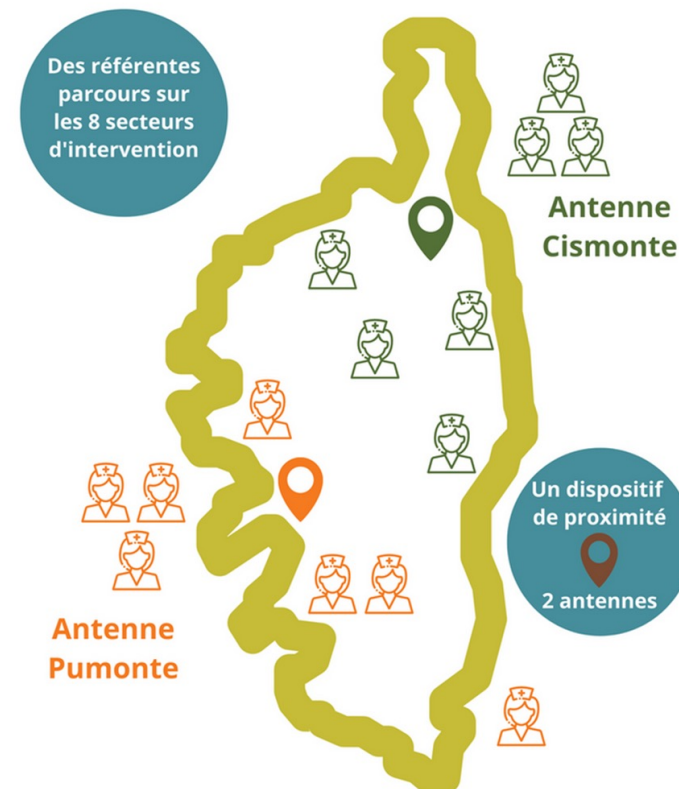 Des référentes
parcours sur
les 8 secteurs
d'intervention
Antenne
Cismonte
Un dispositif
de proximité
2 antennes
Antenne
Pumonte